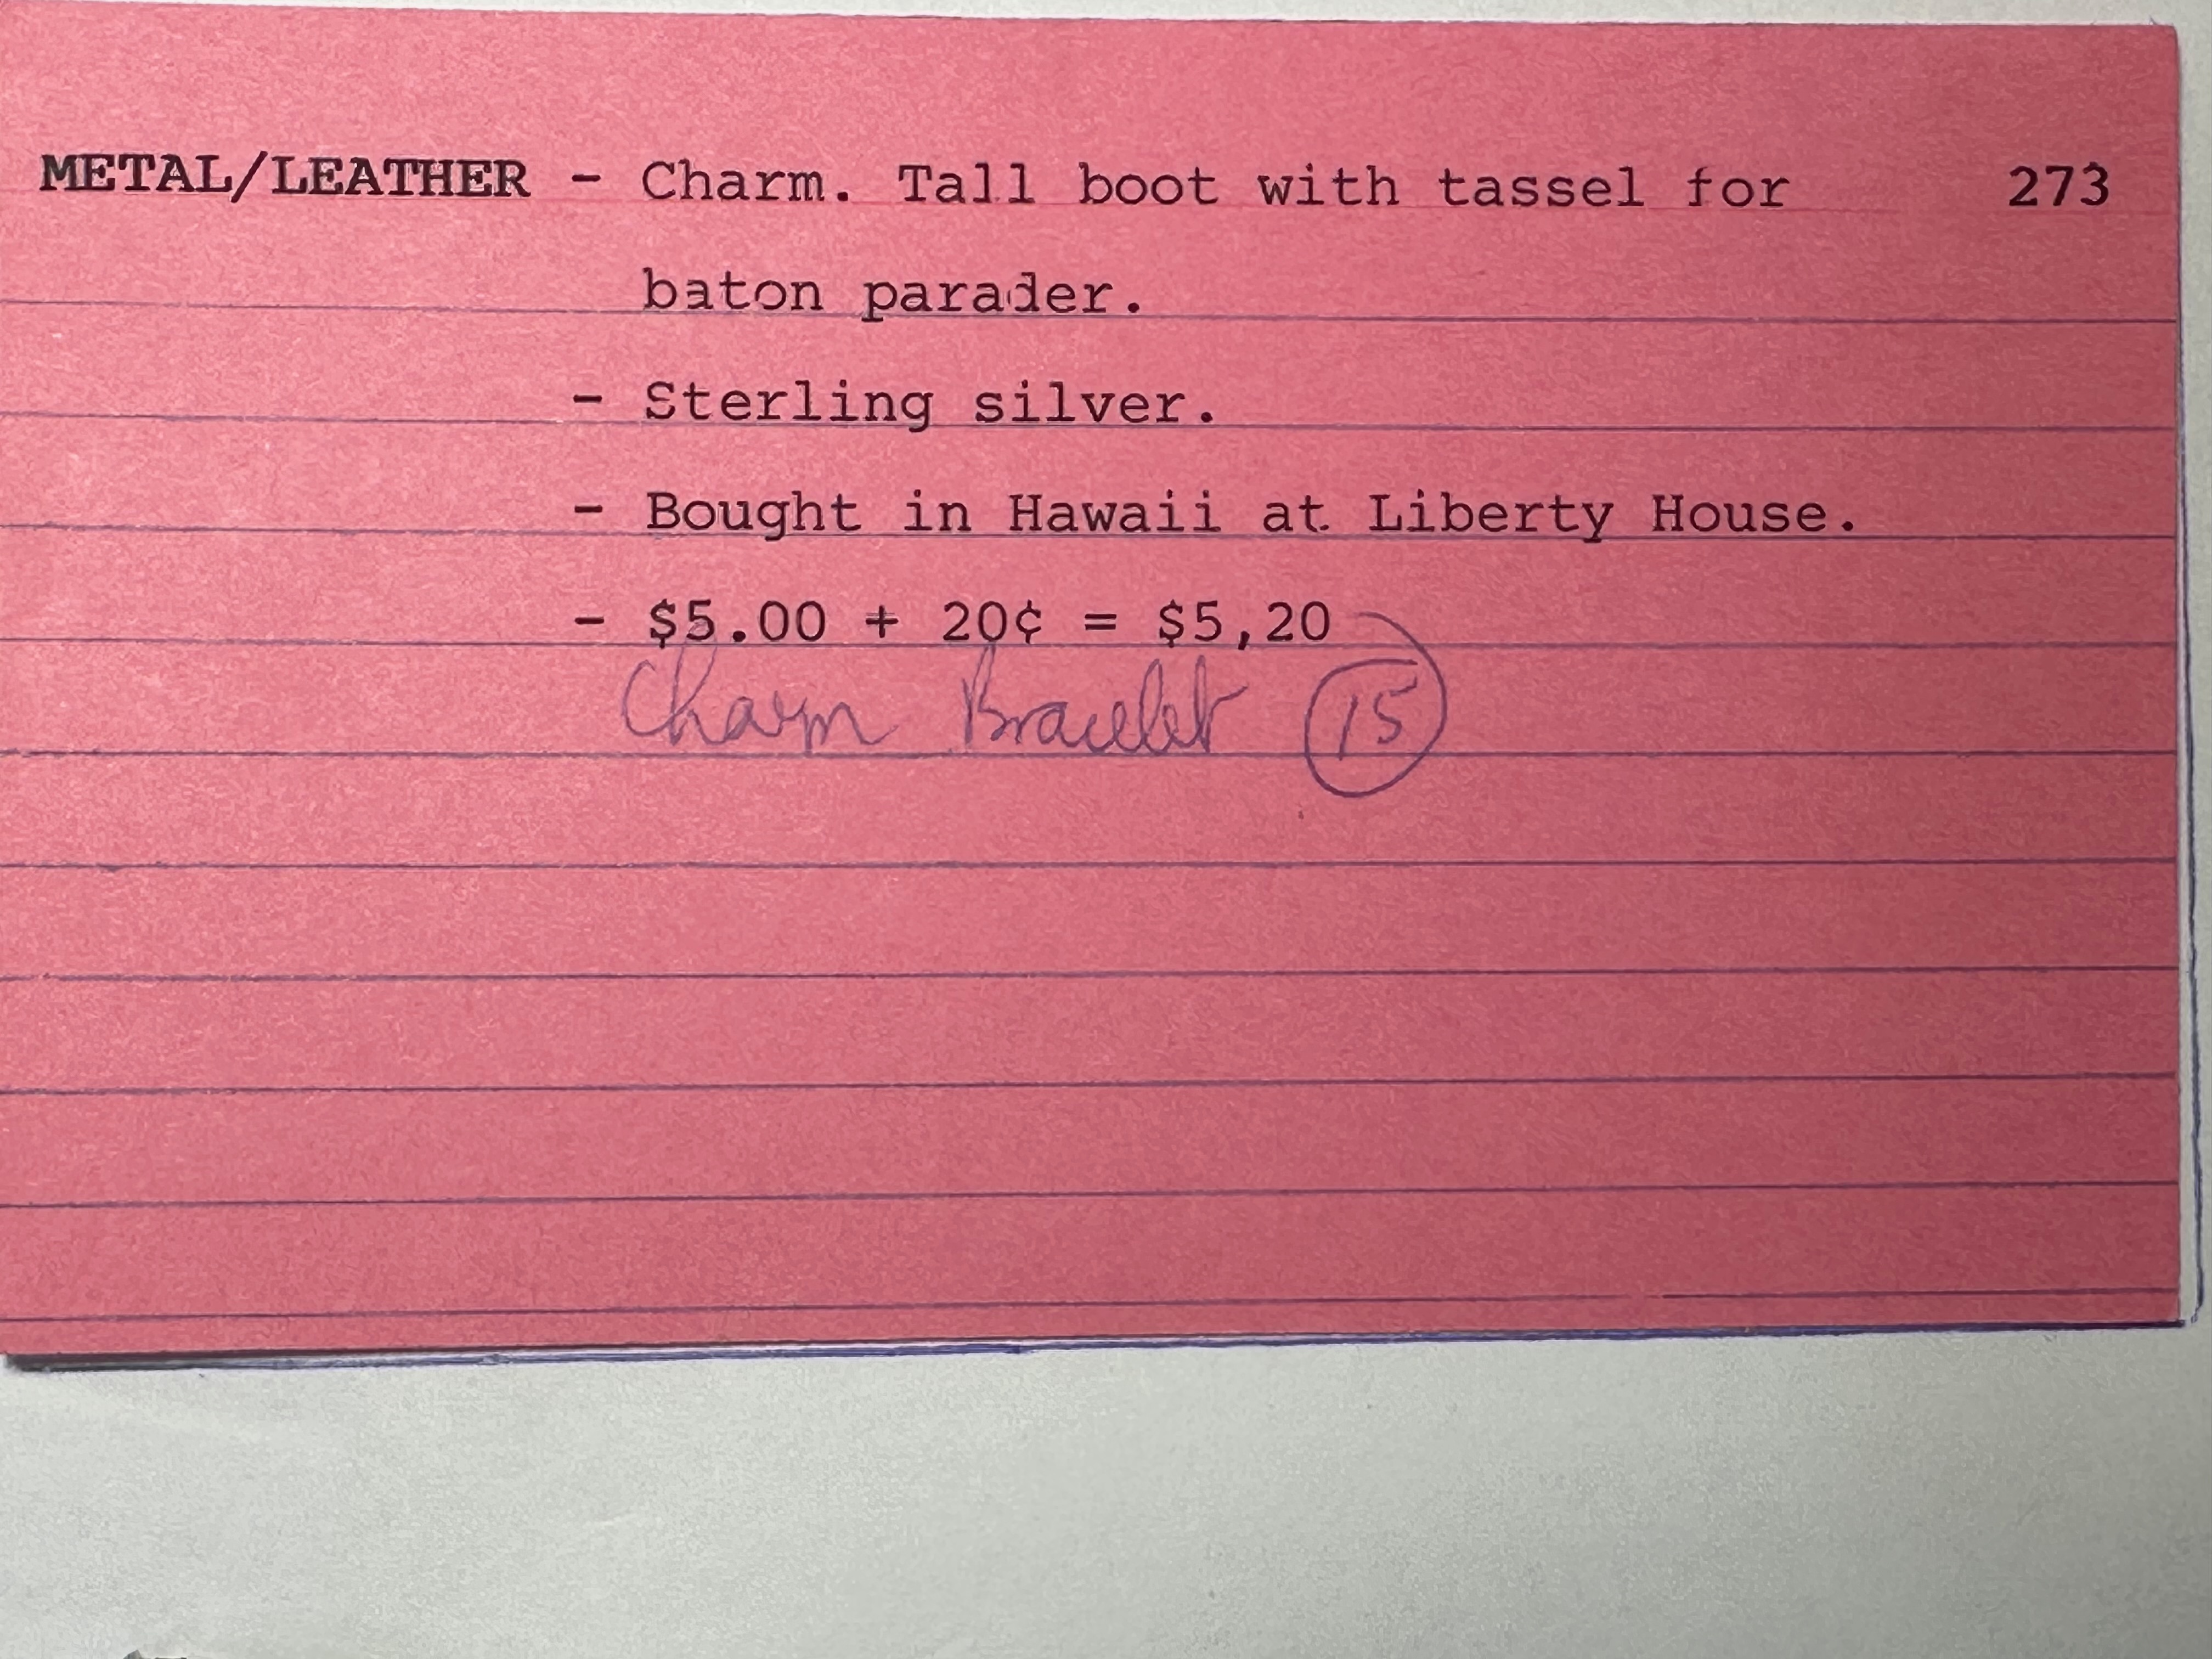 METAL/LEATHER - Charm. Tall boot with tassel for 273
baton parader.
- Sterling silver.
- Bought in Hawaii at Liberty House.
- $5.00 + 20¢ = $5,20
Charm Bracelet 15